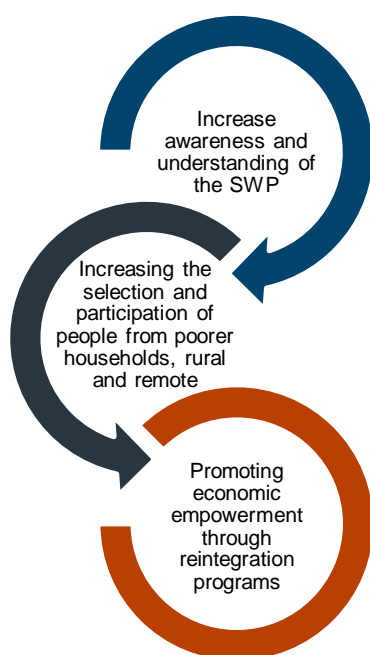 Increase
awareness and
understanding of
the SWP
Increasing the
selection and
participation of
people from poorer
households, rural
and remote
Promoting
economic
empowerment
through
reintegration
programs